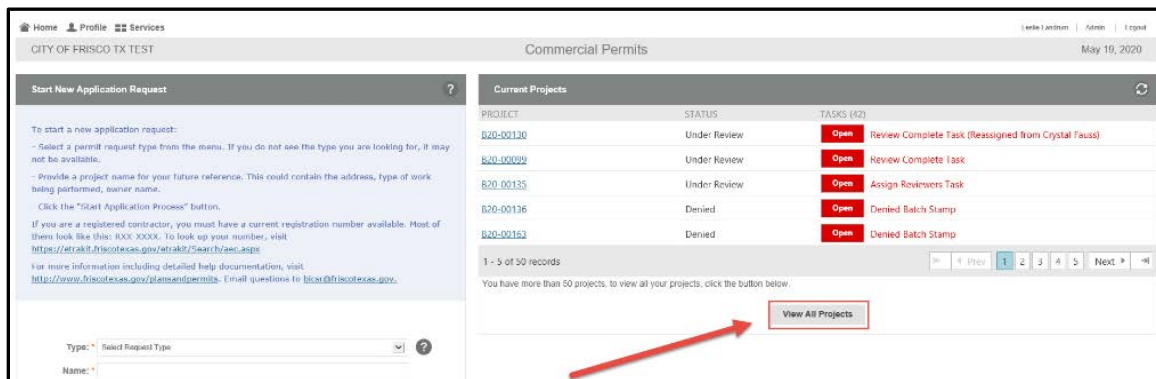 Home Profile Services
Leslie Landrum | Admin | Logout
CITY OF FRISCO TX TEST
Commercial Permits
May 19, 2020
Start New Application Request ?
To start a new application request:
- Select a permit request type from the menu. If you do not see the type you are looking for, it may
not be available.
- Provide a project name for your future reference. This could contain the address, type of work
being performed, owner name.
Click the "Start Application Process" button.
If you are a registered contractor, you must have a current registration number available. Most of
them look like this: RXX-XXXX. To look up your number, visit
https://etrakit.friscotexas.gov/etrakit/Search/aec.aspx
For more information including detailed help documentation, visit
http://www.friscotexas.gov/plansandpermits. Email questions to bicsr@friscotexas.gov.
Type: * Select Request Type ?
Name: *
Current Projects
PROJECT STATUS TASKS (42)
B20-00130 Under Review Open Review Complete Task (Reassigned from Crystal Fauss)
B20-00099 Under Review Open Review Complete Task
B20-00135 Under Review Open Assign Reviewers Task
B20-00136 Denied Open Denied Batch Stamp
B20-00163 Denied Open Denied Batch Stamp
1 - 5 of 50 records
Prev 1 2 3 4 5 Next
You have more than 50 projects, to view all your projects, click the button below.
View All Projects